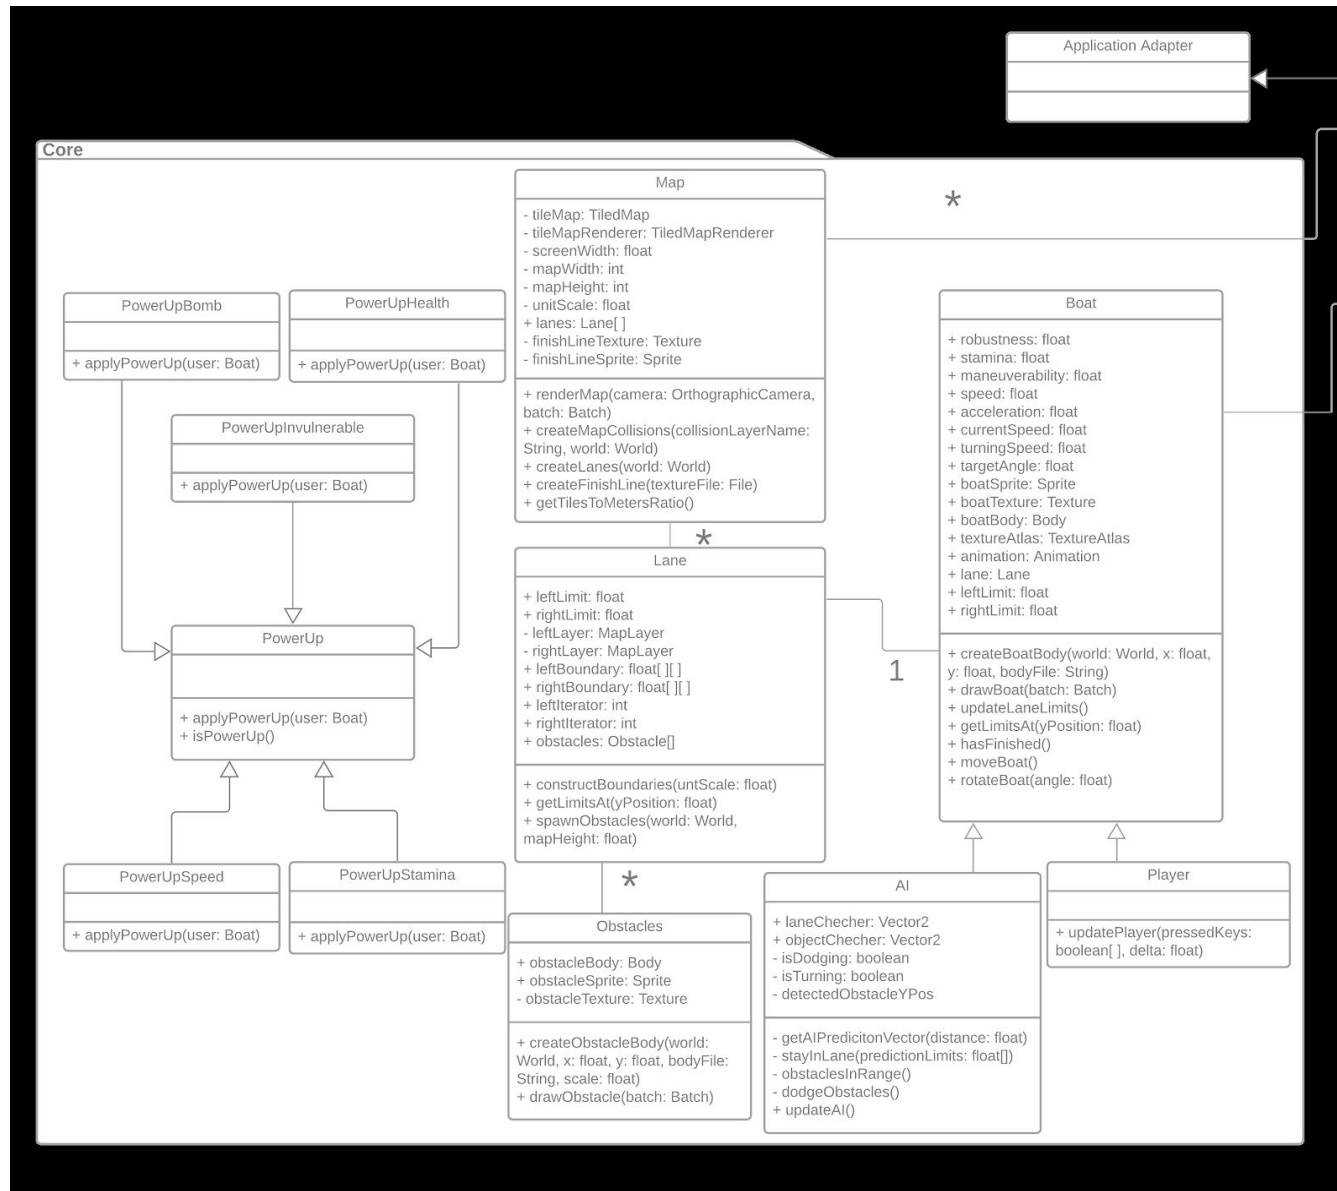 Application Adapter
Core
Map
- tileMap: TiledMap
- tileMapRenderer: TiledMapRenderer
- screenWidth: float
- mapWidth: int
- mapHeight: int
- unitScale: float
+ lanes: Lane[ ]
- finishLineTexture: Texture
- finishLineSprite: Sprite
+ renderMap(camera: OrthographicCamera,
batch: Batch)
+ createMapCollisions(collisionLayerName:
String, world: World)
+ createLanes(world: World)
+ createFinishLine(textureFile: File)
+ getTilesToMetersRatio()
*
PowerUpBomb
+ applyPowerUp(user: Boat)
PowerUpHealth
+ applyPowerUp(user: Boat)
PowerUpInvulnerable
+ applyPowerUp(user: Boat)
PowerUp
+ applyPowerUp(user: Boat)
+ isPowerUp()
PowerUpSpeed
+ applyPowerUp(user: Boat)
PowerUpStamina
+ applyPowerUp(user: Boat)
*
Lane
+ leftLimit: float
+ rightLimit: float
- leftLayer: MapLayer
- rightLayer: MapLayer
+ leftBoundary: float[ ][ ]
+ rightBoundary: float[ ][ ]
+ leftIterator: int
+ rightIterator: int
+ obstacles: Obstacle[]
+ constructBoundaries(untScale: float)
+ getLimitsAt(yPosition: float)
+ spawnObstacles(world: World,
mapHeight: float)
*
Obstacles
+ obstacleBody: Body
+ obstacleSprite: Sprite
- obstacleTexture: Texture
+ createObstacleBody(world:
World, x: float, y: float, bodyFile:
String, scale: float)
+ drawObstacle(batch: Batch)
1
Boat
+ robustness: float
+ stamina: float
+ maneuverability: float
+ speed: float
+ acceleration: float
+ currentSpeed: float
+ turningSpeed: float
+ targetAngle: float
+ boatSprite: Sprite
+ boatTexture: Texture
+ boatBody: Body
+ textureAtlas: TextureAtlas
+ animation: Animation
+ lane: Lane
+ leftLimit: float
+ rightLimit: float
+ createBoatBody(world: World, x: float,
y: float, bodyFile: String)
+ drawBoat(batch: Batch)
+ updateLaneLimits()
+ getLimitsAt(yPosition: float)
+ hasFinished()
+ moveBoat()
+ rotateBoat(angle: float)
AI
+ laneChecher: Vector2
+ objectChecher: Vector2
- isDodging: boolean
- isTurning: boolean
- detectedObstacleYPos
- getAIPredicitonVector(distance: float)
- stayInLane(predictionLimits: float[])
- obstaclesInRange()
- dodgeObstacles()
+ updateAI()
Player
+ updatePlayer(pressedKeys:
boolean[ ], delta: float)